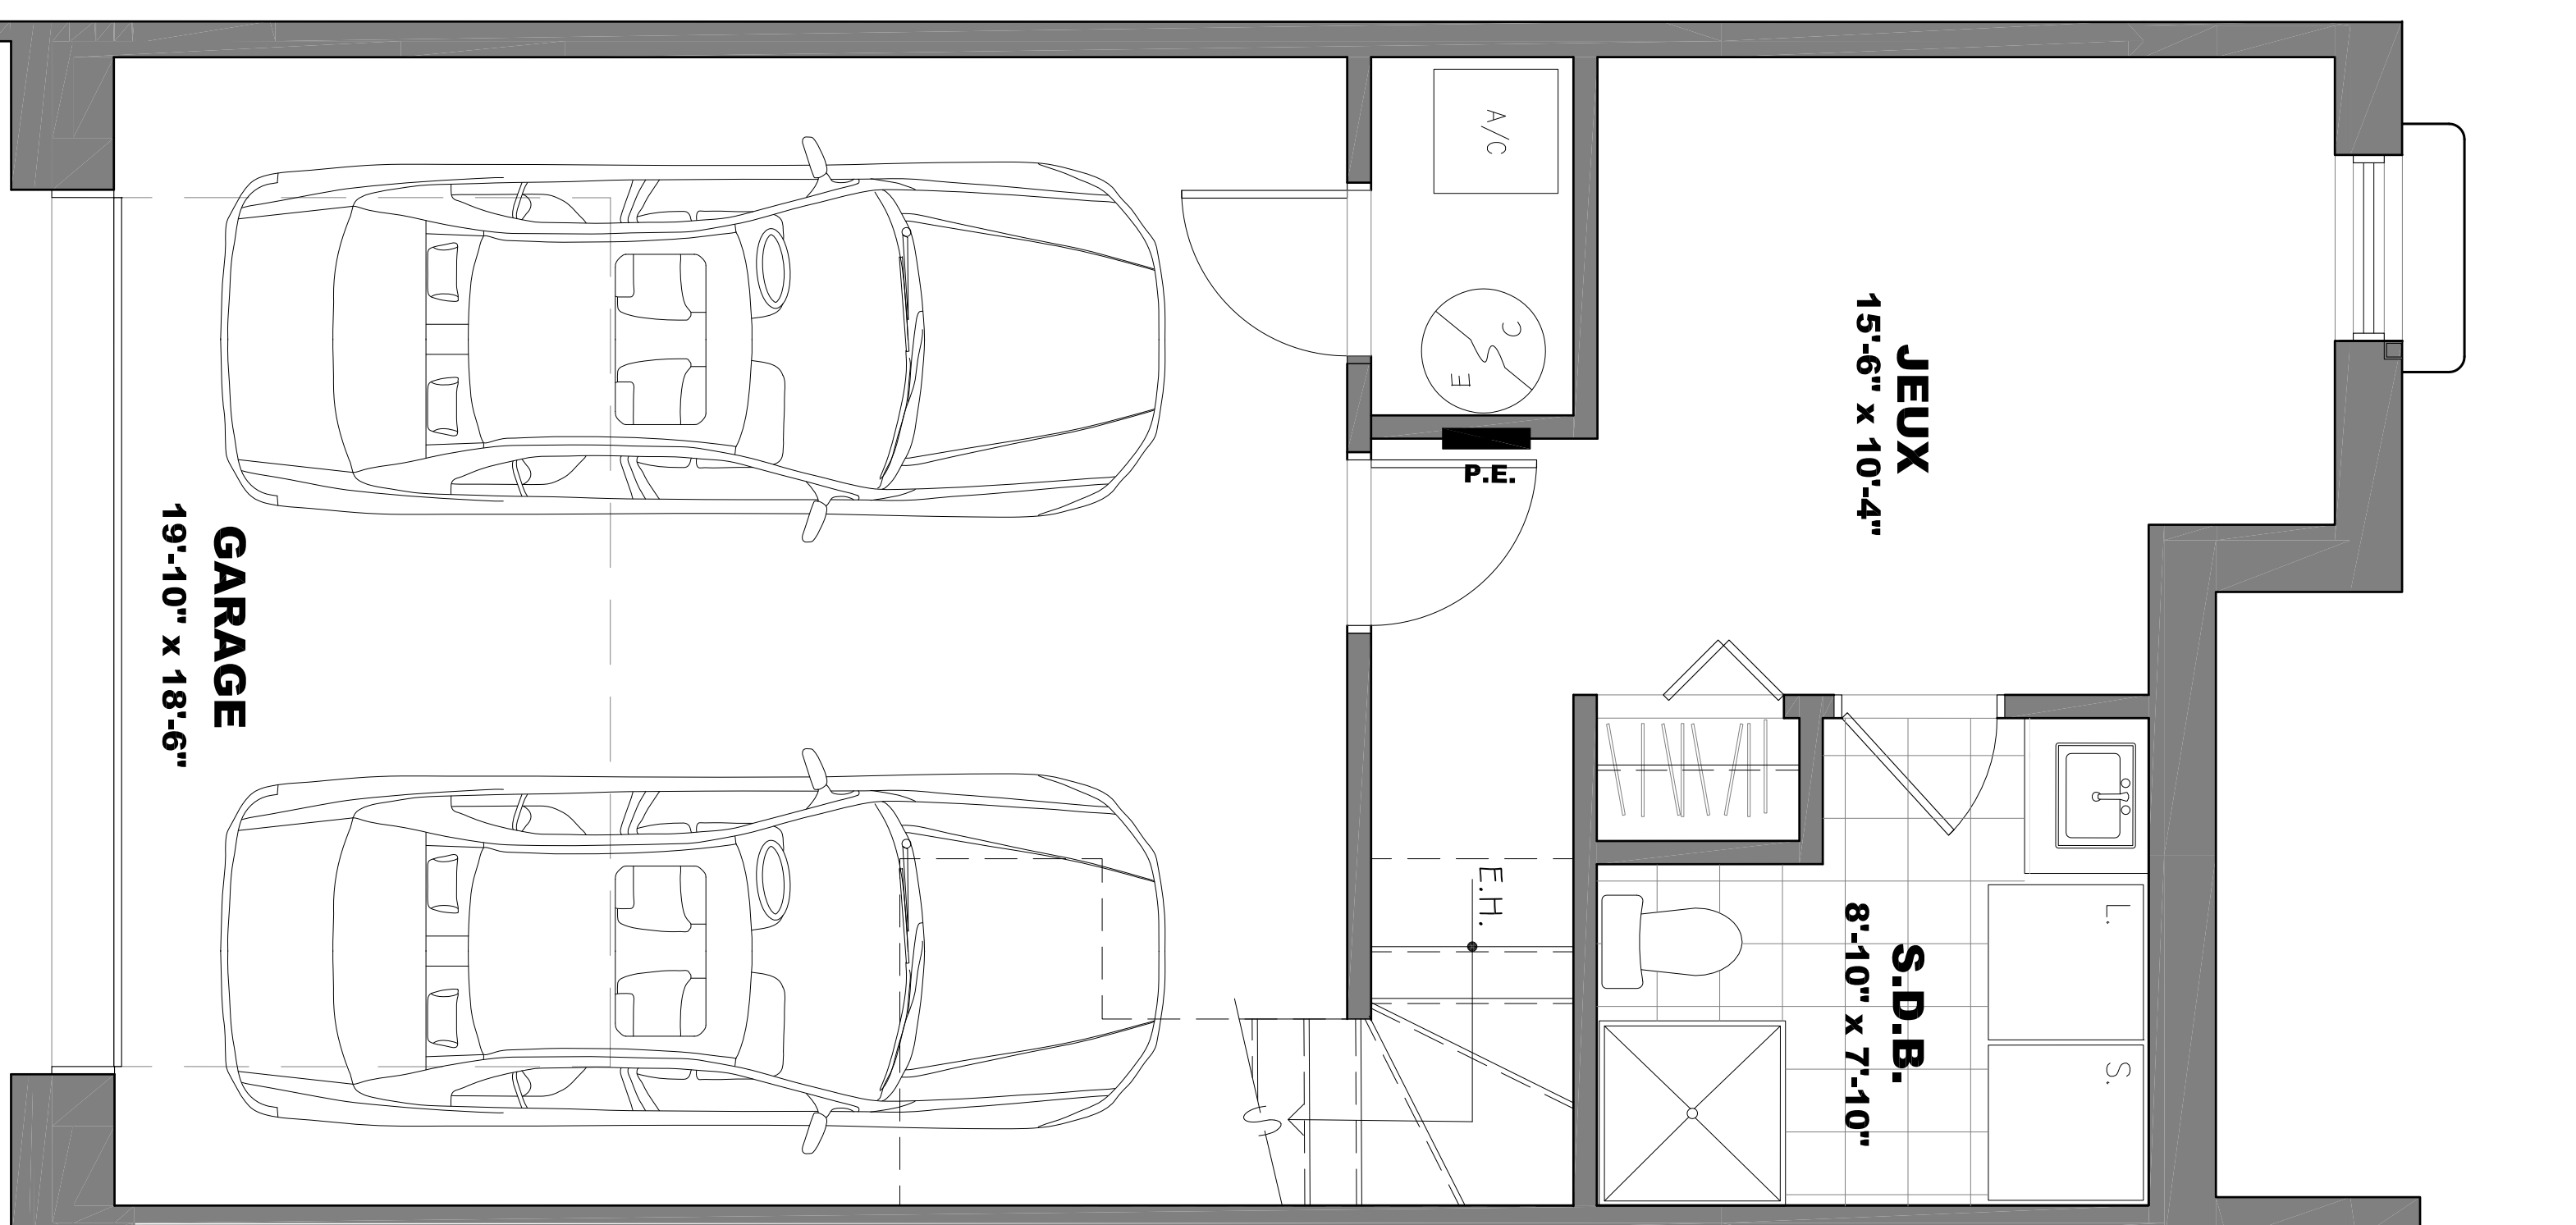 GARAGE
19'-10" x 18'-6"
A/C
C
E
P.E.
JEUX
15'-6" x 10'-4"
E.H.
S.D.B.
8'-10" x 7'-10"
L.
S.